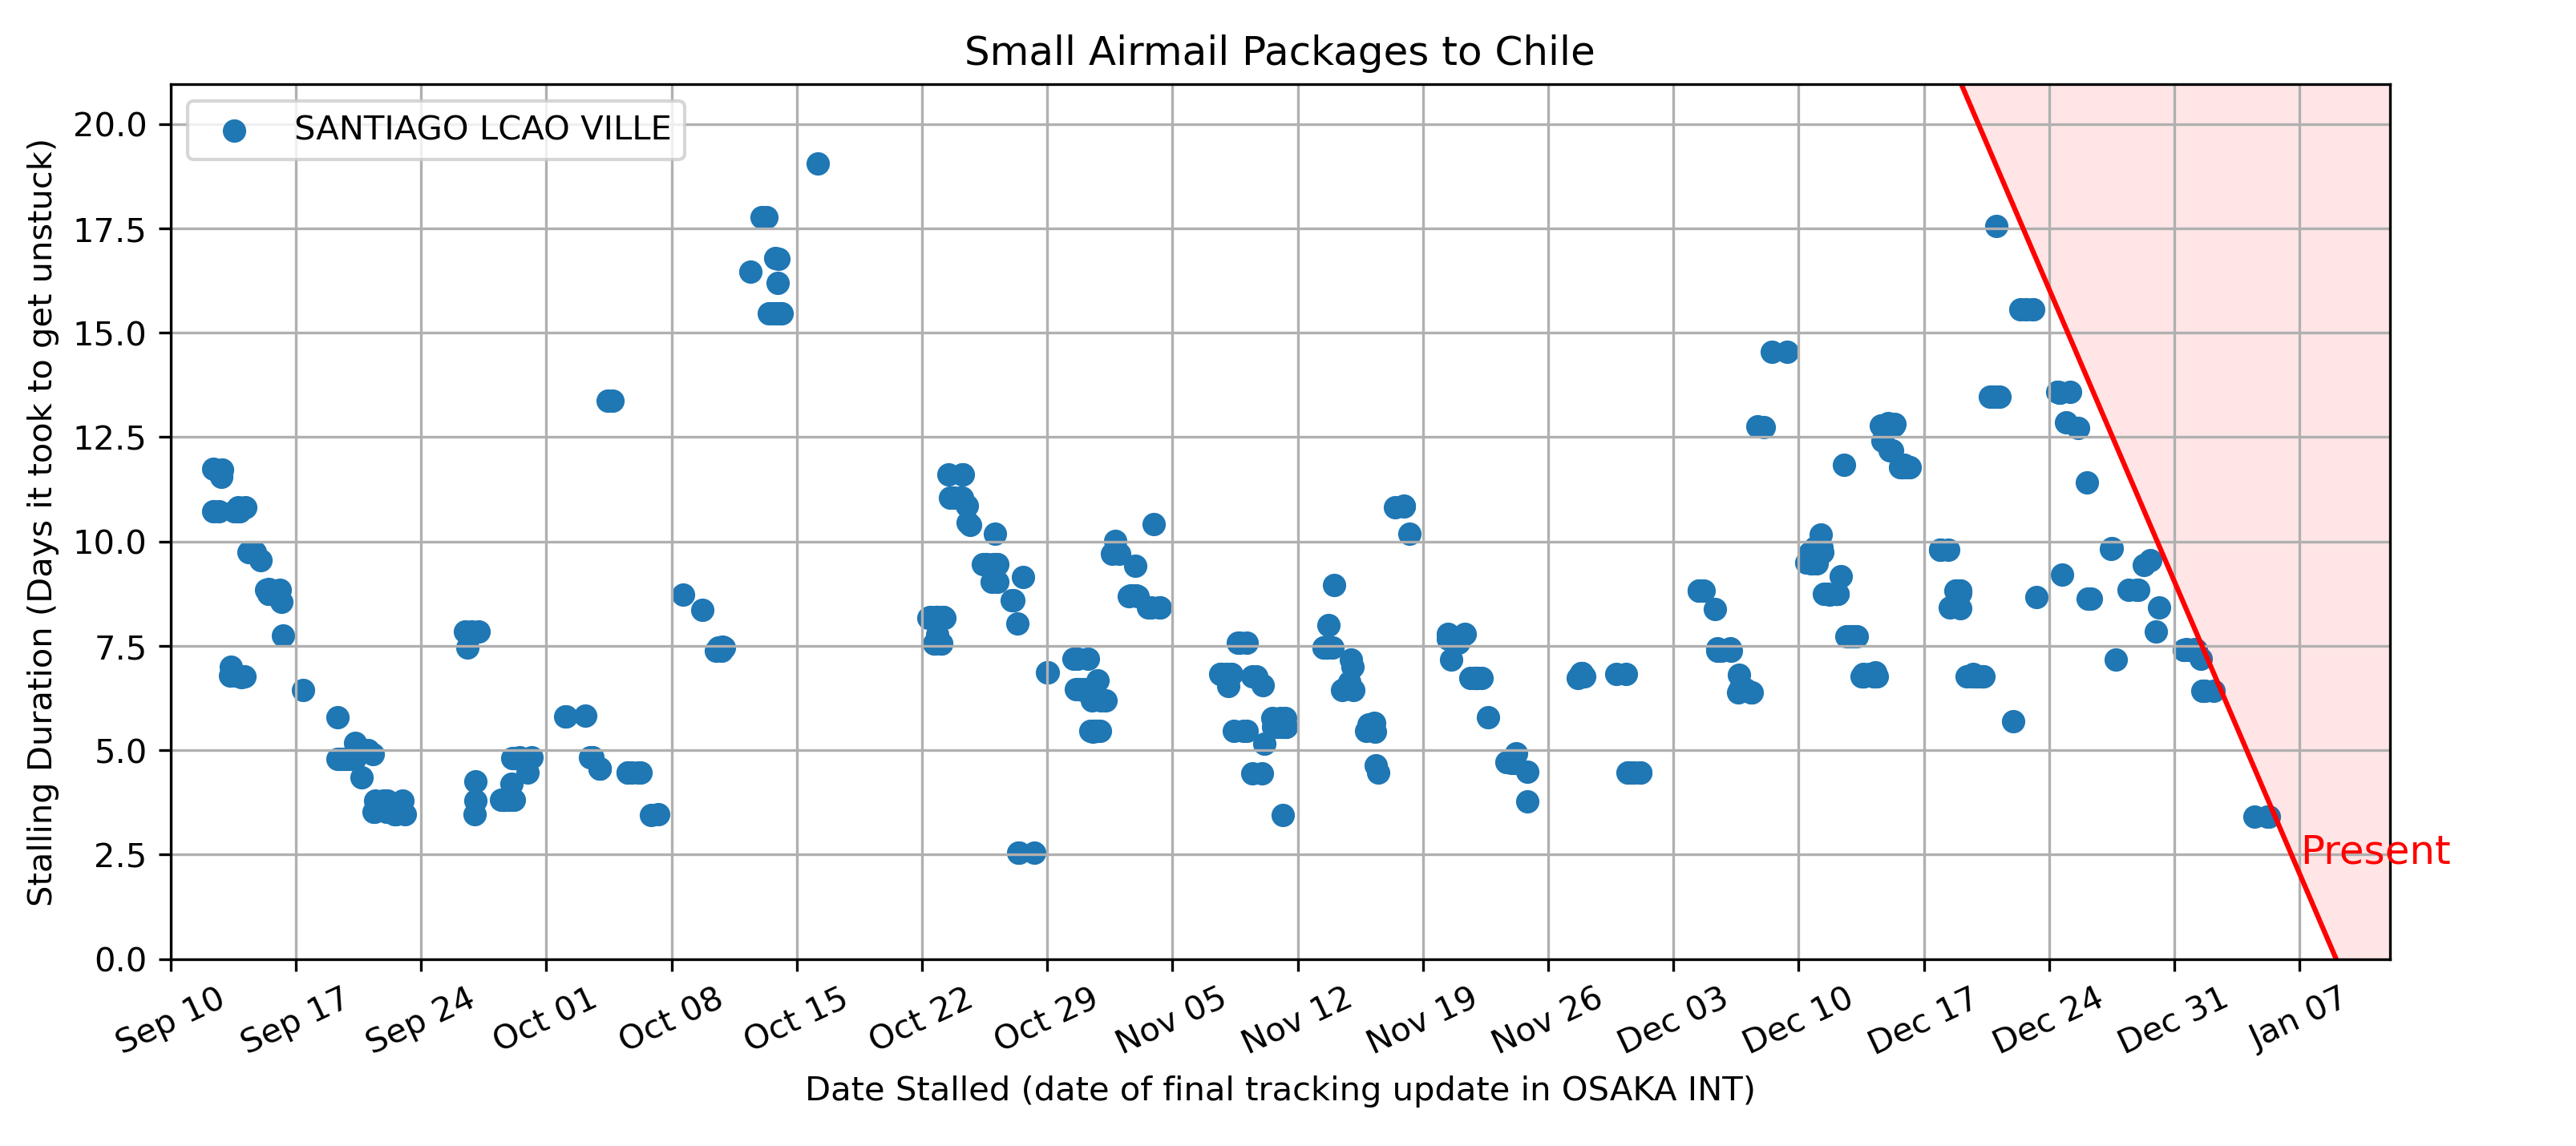 Small Airmail Packages to Chile
SANTIAGO LCAO VILLE
Stalling Duration (Days it took to get unstuck)
20.0
17.5
15.0
12.5
10.0
7.5
5.0
2.5
0.0
Present
Sep 10
Sep 17
Sep 24
Oct 01
Oct 08
Oct 15
Oct 22
Oct 29
Nov 05
Nov 12
Nov 19
Nov 26
Dec 03
Dec 10
Dec 17
Dec 24
Dec 31
Jan 07
Date Stalled (date of final tracking update in OSAKA INT)